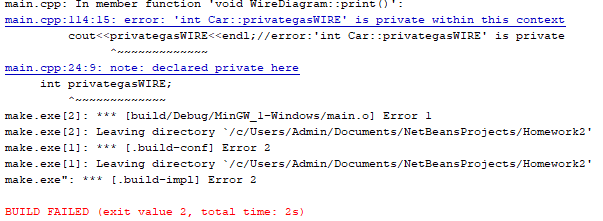 main.cpp: In member function 'void WireDiagram::print()':
main.cpp:114:15: error: 'int Car::privategasWIRE' is private within this context
cout<<privategasWIRE<<endl;//error:'int Car::privategasWIRE' is private
^~~~~~~~~~~~~~
main.cpp:24:9: note: declared private here
int privategasWIRE;
^~~~~~~~~~~~~~
make.exe[2]: *** [build/Debug/MinGW_1-Windows/main.o] Error 1
make.exe[2]: Leaving directory `/c/Users/Admin/Documents/NetBeansProjects/Homework2'
make.exe[1]: *** [.build-conf] Error 2
make.exe[1]: Leaving directory `/c/Users/Admin/Documents/NetBeansProjects/Homework2'
make.exe": *** [.build-impl] Error 2
BUILD FAILED (exit value 2, total time: 2s)